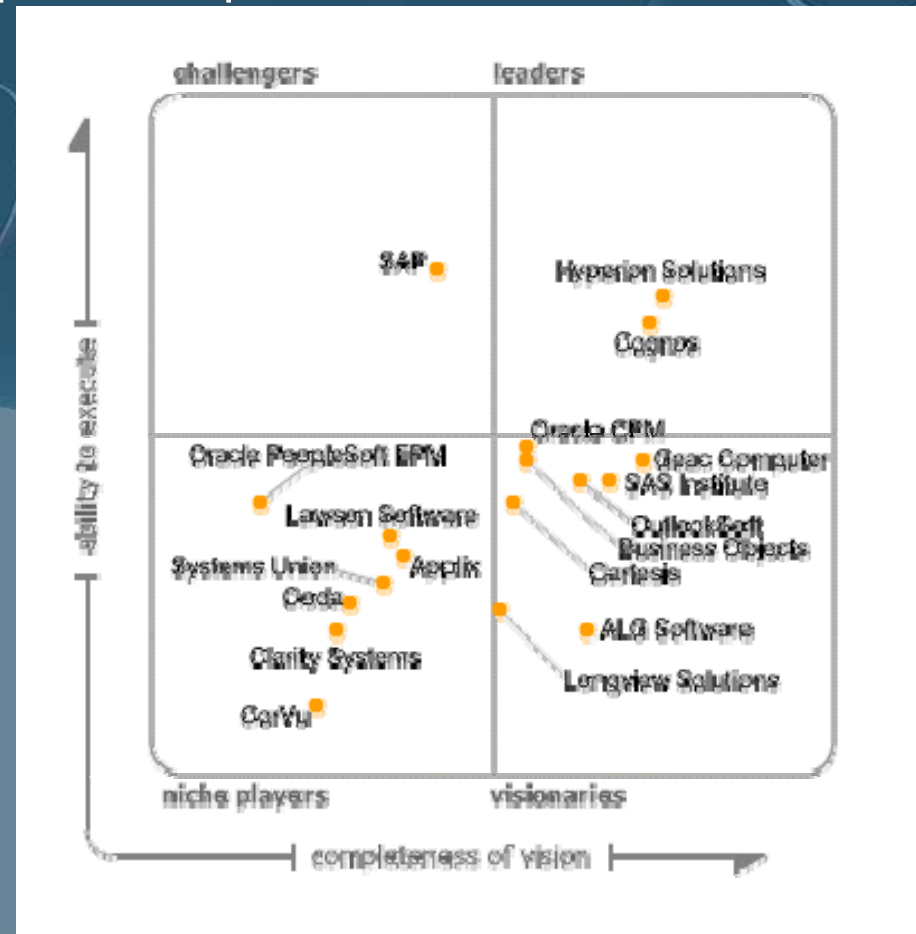 challengers
leaders
SAP
Hyperion Solutions
Cognos
ability to execute
Oracle CPM
Oracle PeopleSoft EPM
Geac Computer
SAS Institute
Lawson Software
OutlookSoft
Business Objects
Systems Union
Applix
Cartesis
Coda
ALG Software
Clarity Systems
Longview Solutions
CorVu
niche players
visionaries
completeness of vision